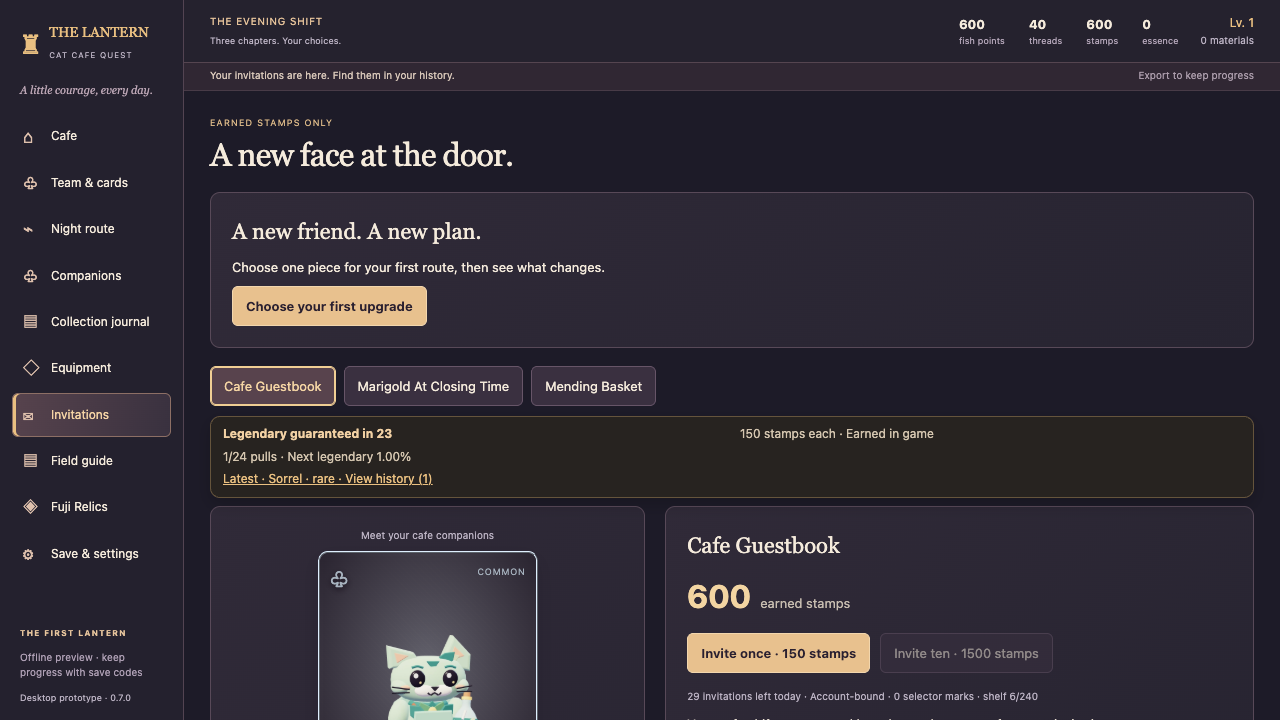 THE LANTERN
CAT CAFE QUEST
A little courage, every day.
Cafe
Team & cards
Night route
Companions
Collection journal
Equipment
Invitations
Field guide
Fuji Relics
Save & settings
THE FIRST LANTERN
Offline preview · keep
progress with save codes
Desktop prototype · 0.7.0
THE EVENING SHIFT
Three chapters. Your choices.
600
fish points
40
threads
600
stamps
0
essence
Lv. 1
0 materials
Your invitations are here. Find them in your history.
Export to keep progress
EARNED STAMPS ONLY
A new face at the door.
A new friend. A new plan.
Choose one piece for your first route, then see what changes.
Choose your first upgrade
Cafe Guestbook
Marigold At Closing Time
Mending Basket
Legendary guaranteed in 23
150 stamps each · Earned in game
1/24 pulls · Next legendary 1.00%
Latest · Sorrel · rare · View history (1)
Meet your cafe companions
COMMON
Cafe Guestbook
600 earned stamps
Invite once · 150 stamps
Invite ten · 1500 stamps
29 invitations left today · Account-bound · 0 selector marks · shelf 6/240